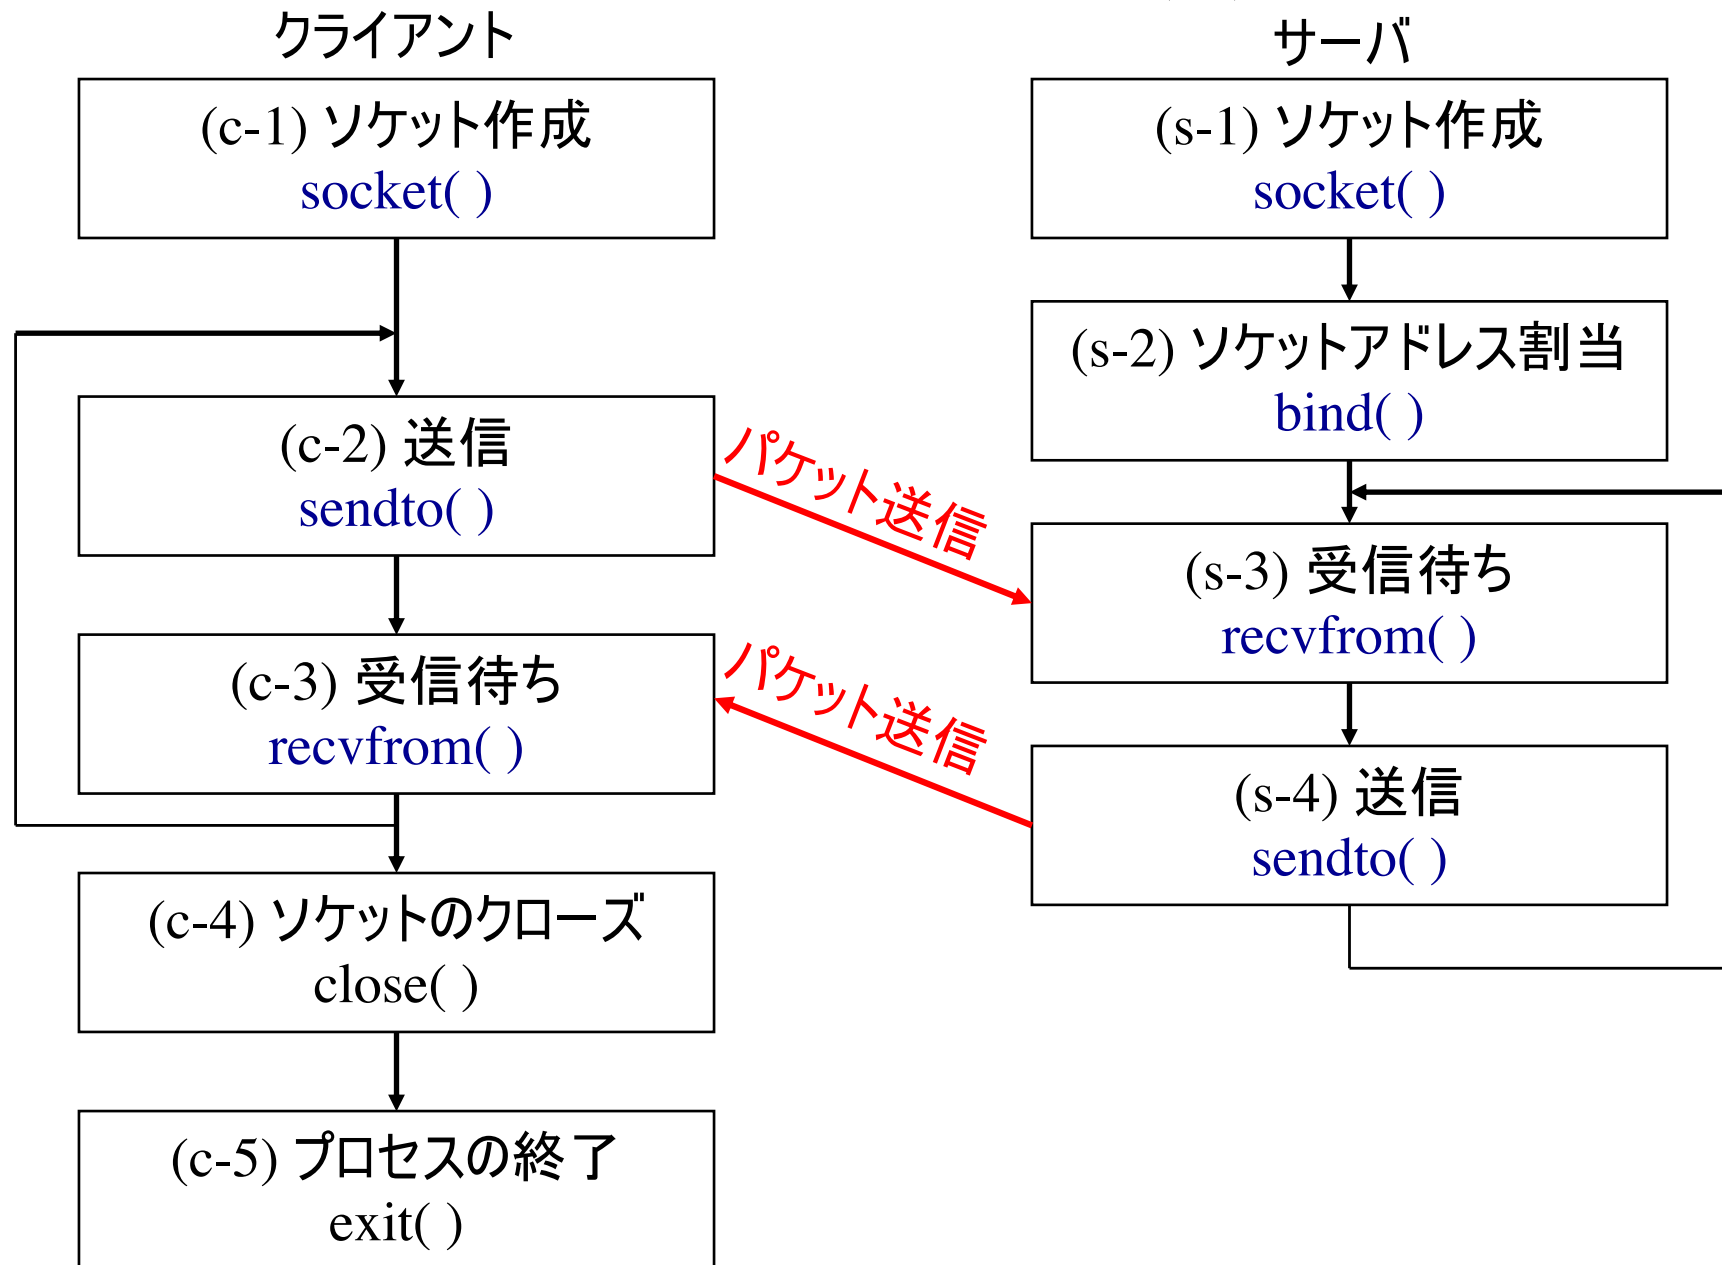 クライアント
(c-1) ソケット作成
socket( )
(c-2) 送信
sendto( )
(c-3) 受信待ち
recvfrom( )
(c-4) ソケットのクローズ
close( )
(c-5) プロセスの終了
exit( )
パケット送信
パケット送信
サーバ
(s-1) ソケット作成
socket( )
(s-2) ソケットアドレス割当
bind( )
(s-3) 受信待ち
recvfrom( )
(s-4) 送信
sendto( )